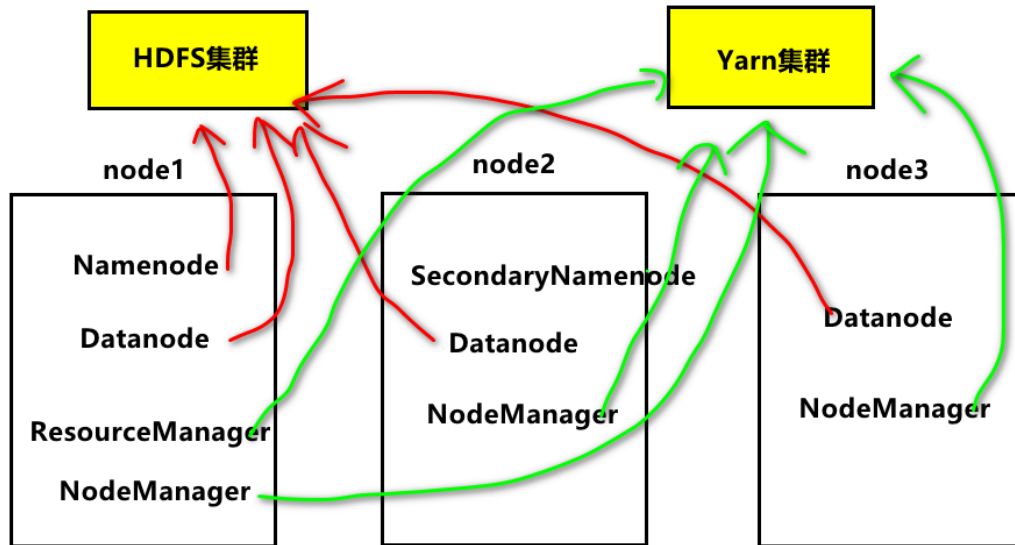 HDFS集群
Yarn集群
node1
node2
node3
Namenode
Datanode
ResourceManager
NodeManager
SecondaryNamenode
Datanode
NodeManager
Datanode
NodeManager